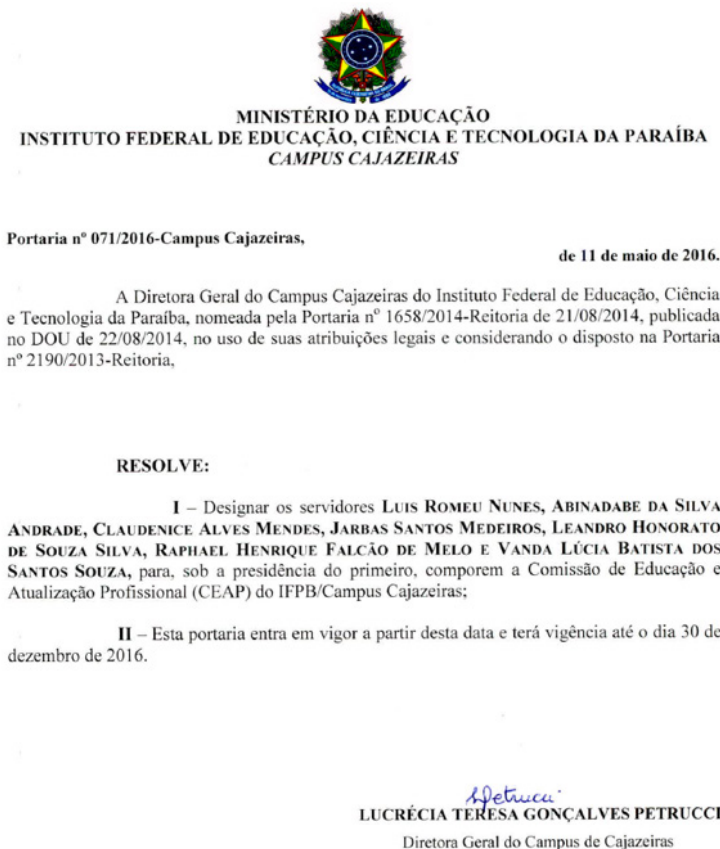 MINISTÉRIO DA EDUCAÇÃO
INSTITUTO FEDERAL DE EDUCAÇÃO, CIÊNCIA E TECNOLOGIA DA PARAÍBA
CAMPUS CAJAZEIRAS
Portaria nº 071/2016-Campus Cajazeiras,
de 11 de maio de 2016.
A Diretora Geral do Campus Cajazeiras do Instituto Federal de Educação, Ciência
e Tecnologia da Paraíba, nomeada pela Portaria nº 1658/2014-Reitoria de 21/08/2014, publicada
no DOU de 22/08/2014, no uso de suas atribuições legais e considerando o disposto na Portaria
nº 2190/2013-Reitoria,
RESOLVE:
I – Designar os servidores LUIS ROMEU NUNES, ABINADABE DA SILVA
ANDRADE, CLAUDENICE ALVES MENDES, JARBAS SANTOS MEDEIROS, LEANDRO HONORATO
DE SOUZA SILVA, RAPHAEL HENRIQUE FALCÃO DE MELO E VANDA LÚCIA BATISTA DOS
SANTOS SOUZA, para, sob a presidência do primeiro, comporem a Comissão de Educação e
Atualização Profissional (CEAP) do IFPB/Campus Cajazeiras;
II – Esta portaria entra em vigor a partir desta data e terá vigência até o dia 30 de
dezembro de 2016.
LUCRÉCIA TERESA GONÇALVES PETRUCCI
Diretora Geral do Campus de Cajazeiras